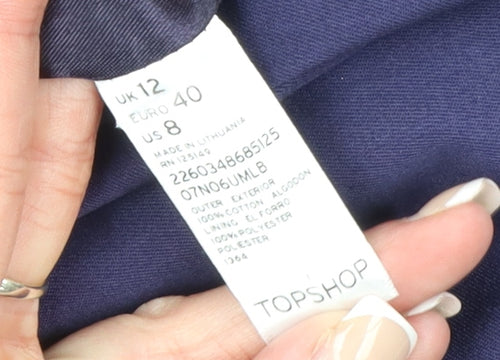 UK 12
EURO 40
US 8
MADE IN LITHUANIA
RN 123149
2260348685125
07N06UMLB
OUTER EXTERIOR
100% COTTON ALGODON
LINING EL FORRO
100% POLYESTER
POLIESTER
1264
TOPSHOP